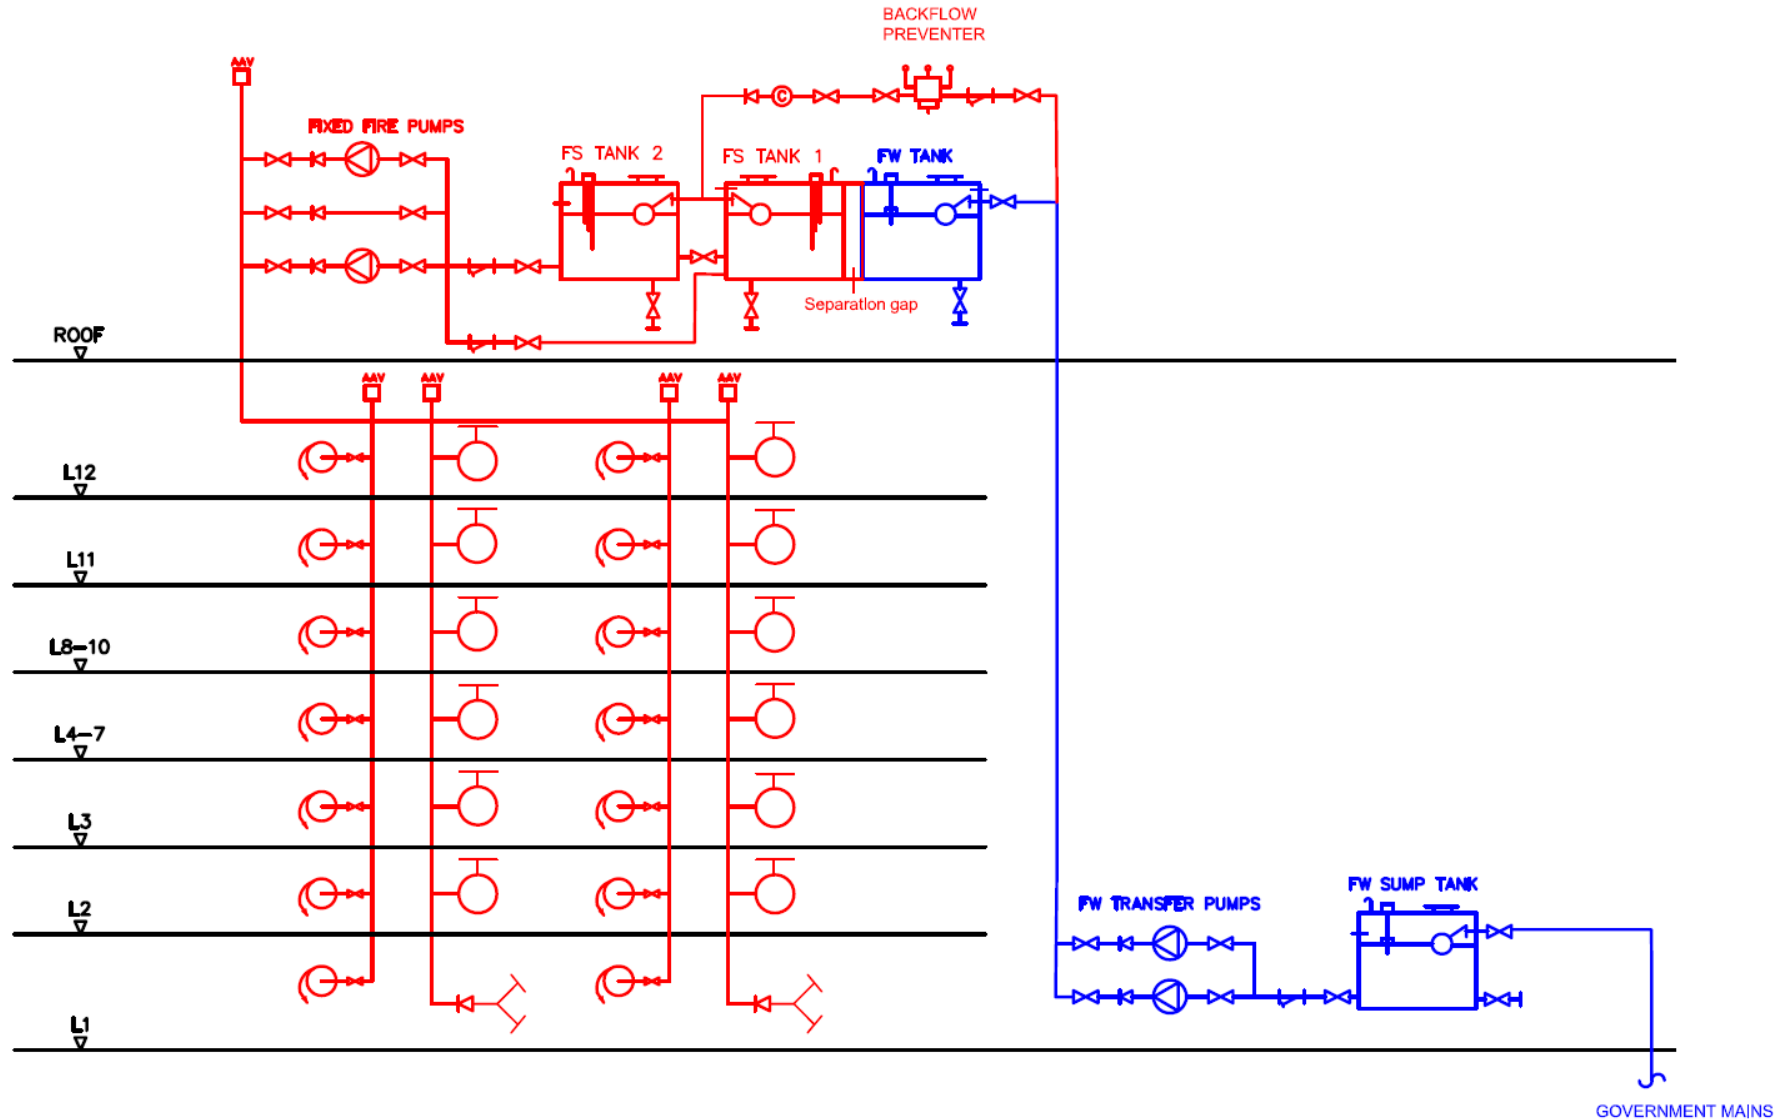 BACKFLOW
PREVENTER
AAV
FIXED FIRE PUMPS
C
FS TANK 2
FS TANK 1
FW TANK
Separation gap
ROOF
AAV
AAV
AAV
AAV
L12
L11
L8-10
L4-7
L3
L2
FW TRANSFER PUMPS
FW SUMP TANK
L1
GOVERNMENT MAINS